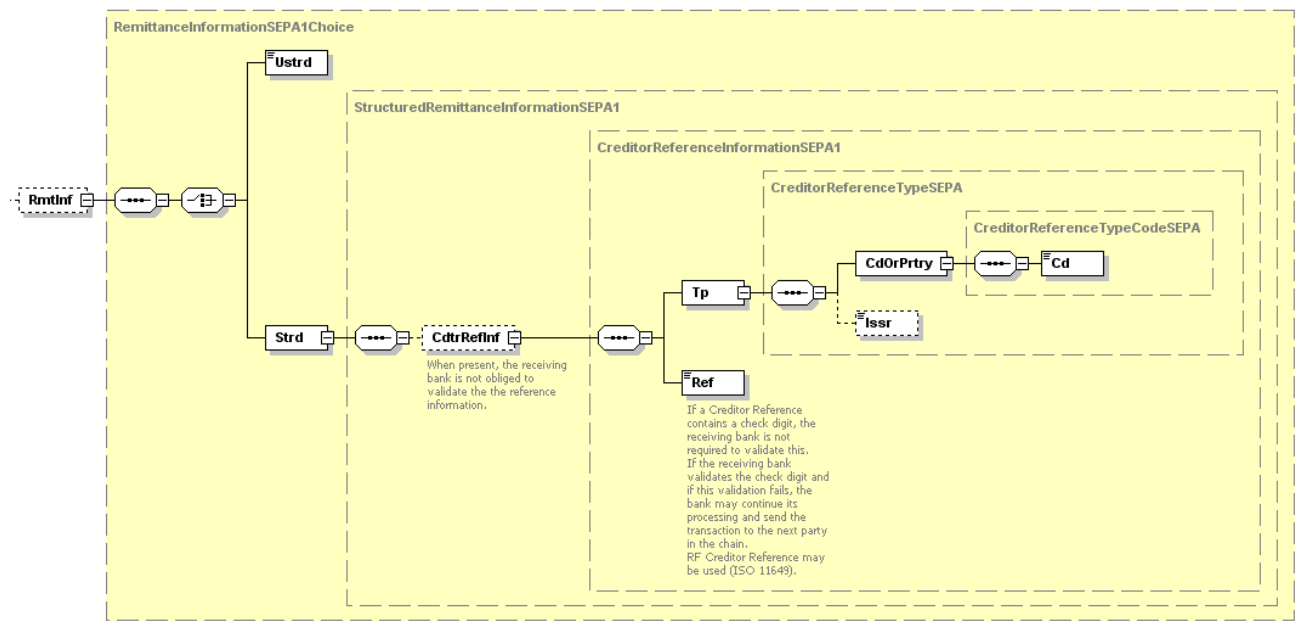 RemittanceInformationSEPA1Choice
Ustrd
StructuredRemittanceInformationSEPA1
CreditorReferenceInformationSEPA1
CreditorReferenceTypeSEPA
RmtInf
CreditorReferenceTypeCodeSEPA
CdOrPrtry
Cd
Tp
Issr
Strd
CdtrRefInf
When present, the receiving
bank is not obliged to
validate the the reference
information.
Ref
If a Creditor Reference
contains a check digit, the
receiving bank is not
required to validate this.
If the receiving bank
validates the check digit and
if this validation fails, the
bank may continue its
processing and send the
transaction to the next party
in the chain.
RF Creditor Reference may
be used (ISO 11649).